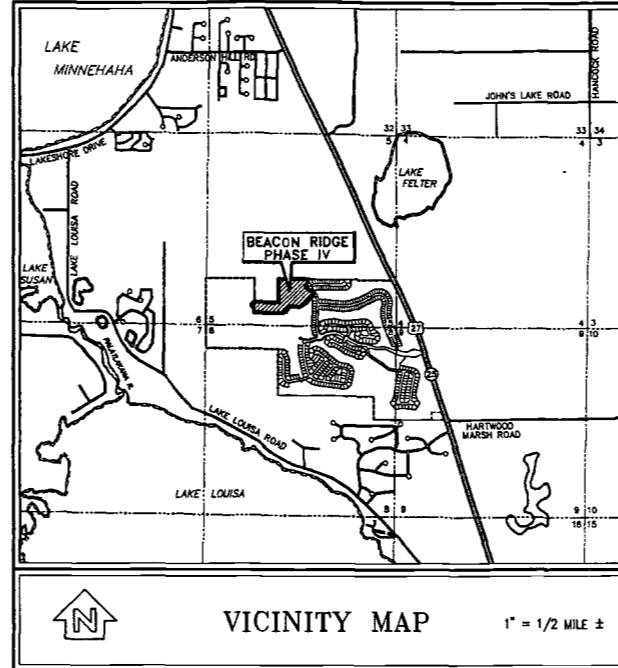 LAKE
MINNEHAHA
ANDERSON HILL RD.
HANCOCK ROAD
JOHN'S LAKE ROAD
32 33
5 4
33 34
4 3
LAKESHORE DRIVE
LAKE
FELTER
LAKE LOUISA ROAD
BEACON RIDGE
PHASE IV
LAKE
SUSAN
6 5
7 8
27
4 3
9 10
PALATLAKAHA R.
LAKE LOUISA ROAD
HARTWOOD
MARSH ROAD
LAKE LOUISA
8 9
9 10
16 15
N
VICINITY MAP
1" = 1/2 MILE ±